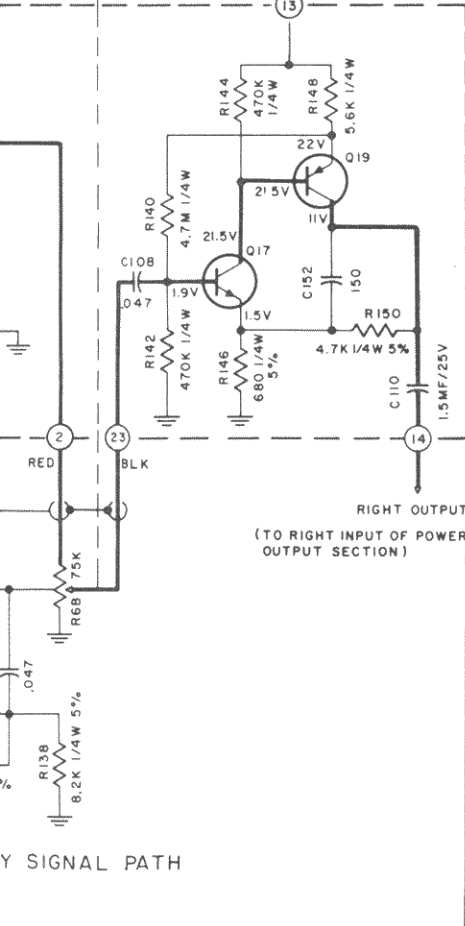 13
R144
470K
1/4W
R148
5.6K 1/4W
22V
Q19
21.5V
11V
R140
4.7M 1/4W
21.5V
Q17
C108
.047
1.9V
1.5V
C152
150
R150
4.7K 1/4W 5%
R142
470K 1/4W
R146
680 1/4W
5%
C110
1.5MF/25V
2
23
14
RED
BLK
RIGHT OUTPUT
(TO RIGHT INPUT OF POWER
OUTPUT SECTION)
75K
R68
.047
R138
8.2K 1/4W 5%
%
Y SIGNAL PATH